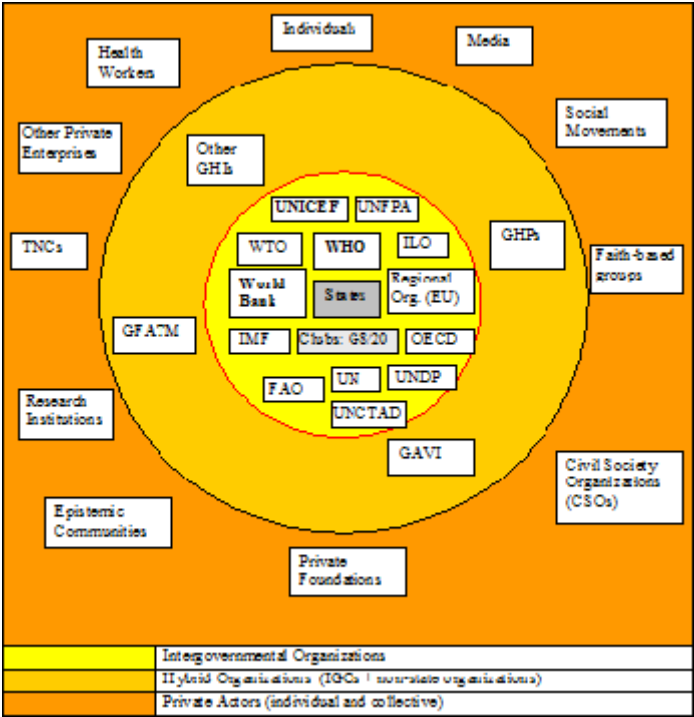 Individuals
Media
Health
Workers
Social
Movements
Other Private
Enterprises
Other
GHIs
UNICEF
UNFPA
TNCs
WTO
WHO
ILO
GHPs
Faith-based
groups
World
Bank
States
Regional
Org. (EU)
GFATM
IMF
Clubs: G8/20
OECD
FAO
UN
UNDP
Research
Institutions
UNCTAD
GAVI
Civil Society
Organizations
(CSOs)
Epistemic
Communities
Private
Foundations
Intergovernmental Organizations
Hybrid Organizations (IGOs + non-state organizations)
Private Actors (individual and collective)